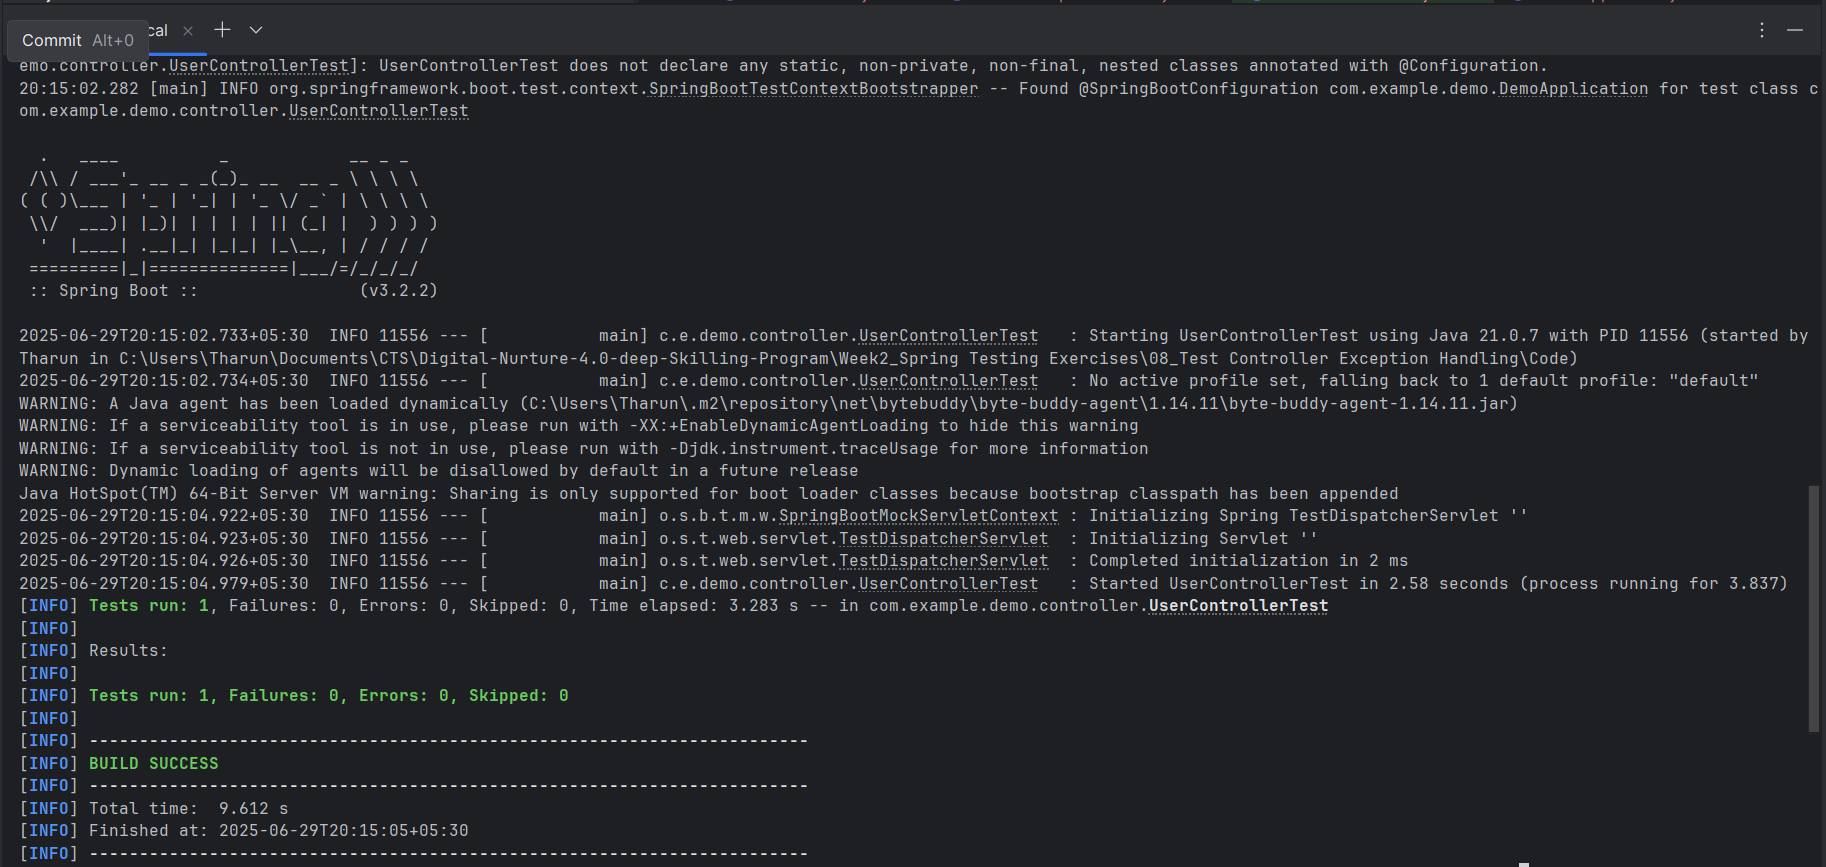 Commit Alt+0
cal × +
emo.controller.UserControllerTest]: UserControllerTest does not declare any static, non-private, non-final, nested classes annotated with @Configuration.
20:15:02.282 [main] INFO org.springframework.boot.test.context.SpringBootTestContextBootstrapper -- Found @SpringBootConfiguration com.example.demo.DemoApplication for test class c
om.example.demo.controller.UserControllerTest
  .   ____          _            __ _ _
 /\\ / ___'_ __ _ _(_)_ __  __ _ \ \ \ \
( ( )\___ | '_ | '_| | '_ \/ _` | \ \ \ \
 \\/  ___)| |_)| | | | | || (_| |  ) ) ) )
  '  |____| .__|_| |_|_| |_\__, | / / / /
 =========|_|==============|___/=/_/_/_/
 :: Spring Boot ::                (v3.2.2)
2025-06-29T20:15:02.733+05:30  INFO 11556 --- [           main] c.e.demo.controller.UserControllerTest   : Starting UserControllerTest using Java 21.0.7 with PID 11556 (started by
Tharun in C:\Users\Tharun\Documents\CTS\Digital-Nurture-4.0-deep-Skilling-Program\Week2_Spring Testing Exercises\08_Test Controller Exception Handling\Code)
2025-06-29T20:15:02.734+05:30  INFO 11556 --- [           main] c.e.demo.controller.UserControllerTest   : No active profile set, falling back to 1 default profile: "default"
WARNING: A Java agent has been loaded dynamically (C:\Users\Tharun\.m2\repository\net\bytebuddy\byte-buddy-agent\1.14.11\byte-buddy-agent-1.14.11.jar)
WARNING: If a serviceability tool is in use, please run with -XX:+EnableDynamicAgentLoading to hide this warning
WARNING: If a serviceability tool is not in use, please run with -Djdk.instrument.traceUsage for more information
WARNING: Dynamic loading of agents will be disallowed by default in a future release
Java HotSpot(TM) 64-Bit Server VM warning: Sharing is only supported for boot loader classes because bootstrap classpath has been appended
2025-06-29T20:15:04.922+05:30  INFO 11556 --- [           main] o.s.b.t.m.w.SpringBootMockServletContext : Initializing Spring TestDispatcherServlet ''
2025-06-29T20:15:04.923+05:30  INFO 11556 --- [           main] o.s.t.web.servlet.TestDispatcherServlet  : Initializing Servlet ''
2025-06-29T20:15:04.926+05:30  INFO 11556 --- [           main] o.s.t.web.servlet.TestDispatcherServlet  : Completed initialization in 2 ms
2025-06-29T20:15:04.979+05:30  INFO 11556 --- [           main] c.e.demo.controller.UserControllerTest   : Started UserControllerTest in 2.58 seconds (process running for 3.837)
[INFO] Tests run: 1, Failures: 0, Errors: 0, Skipped: 0, Time elapsed: 3.283 s -- in com.example.demo.controller.UserControllerTest
[INFO]
[INFO] Results:
[INFO]
[INFO] Tests run: 1, Failures: 0, Errors: 0, Skipped: 0
[INFO]
[INFO] ------------------------------------------------------------------------
[INFO] BUILD SUCCESS
[INFO] ------------------------------------------------------------------------
[INFO] Total time:  9.612 s
[INFO] Finished at: 2025-06-29T20:15:05+05:30
[INFO] ------------------------------------------------------------------------